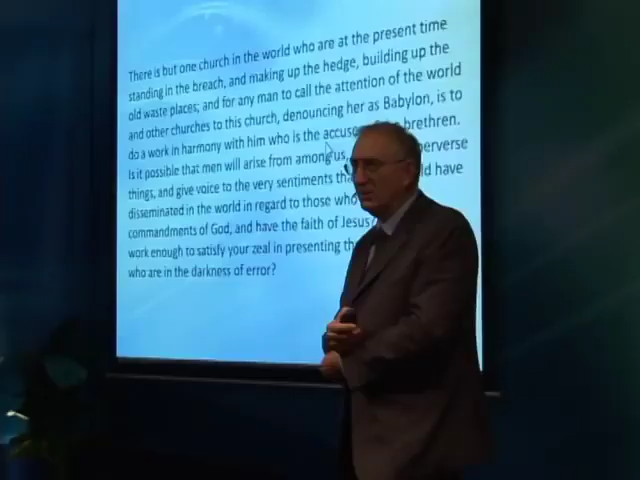 There is but one church in the world who are at the present time
standing in the breach, and making up the hedge, building up the
old waste places; and for any man to call the attention of the world
and other churches to this church, denouncing her as Babylon, is to
do a work in harmony with him who is the accuse brethren.
Is it possible that men will arise from among us, perverse
things, and give voice to the very sentiments tha ld have
disseminated in the world in regard to those who
commandments of God, and have the faith of Jesus?
work enough to satisfy your zeal in presenting th
who are in the darkness of error?